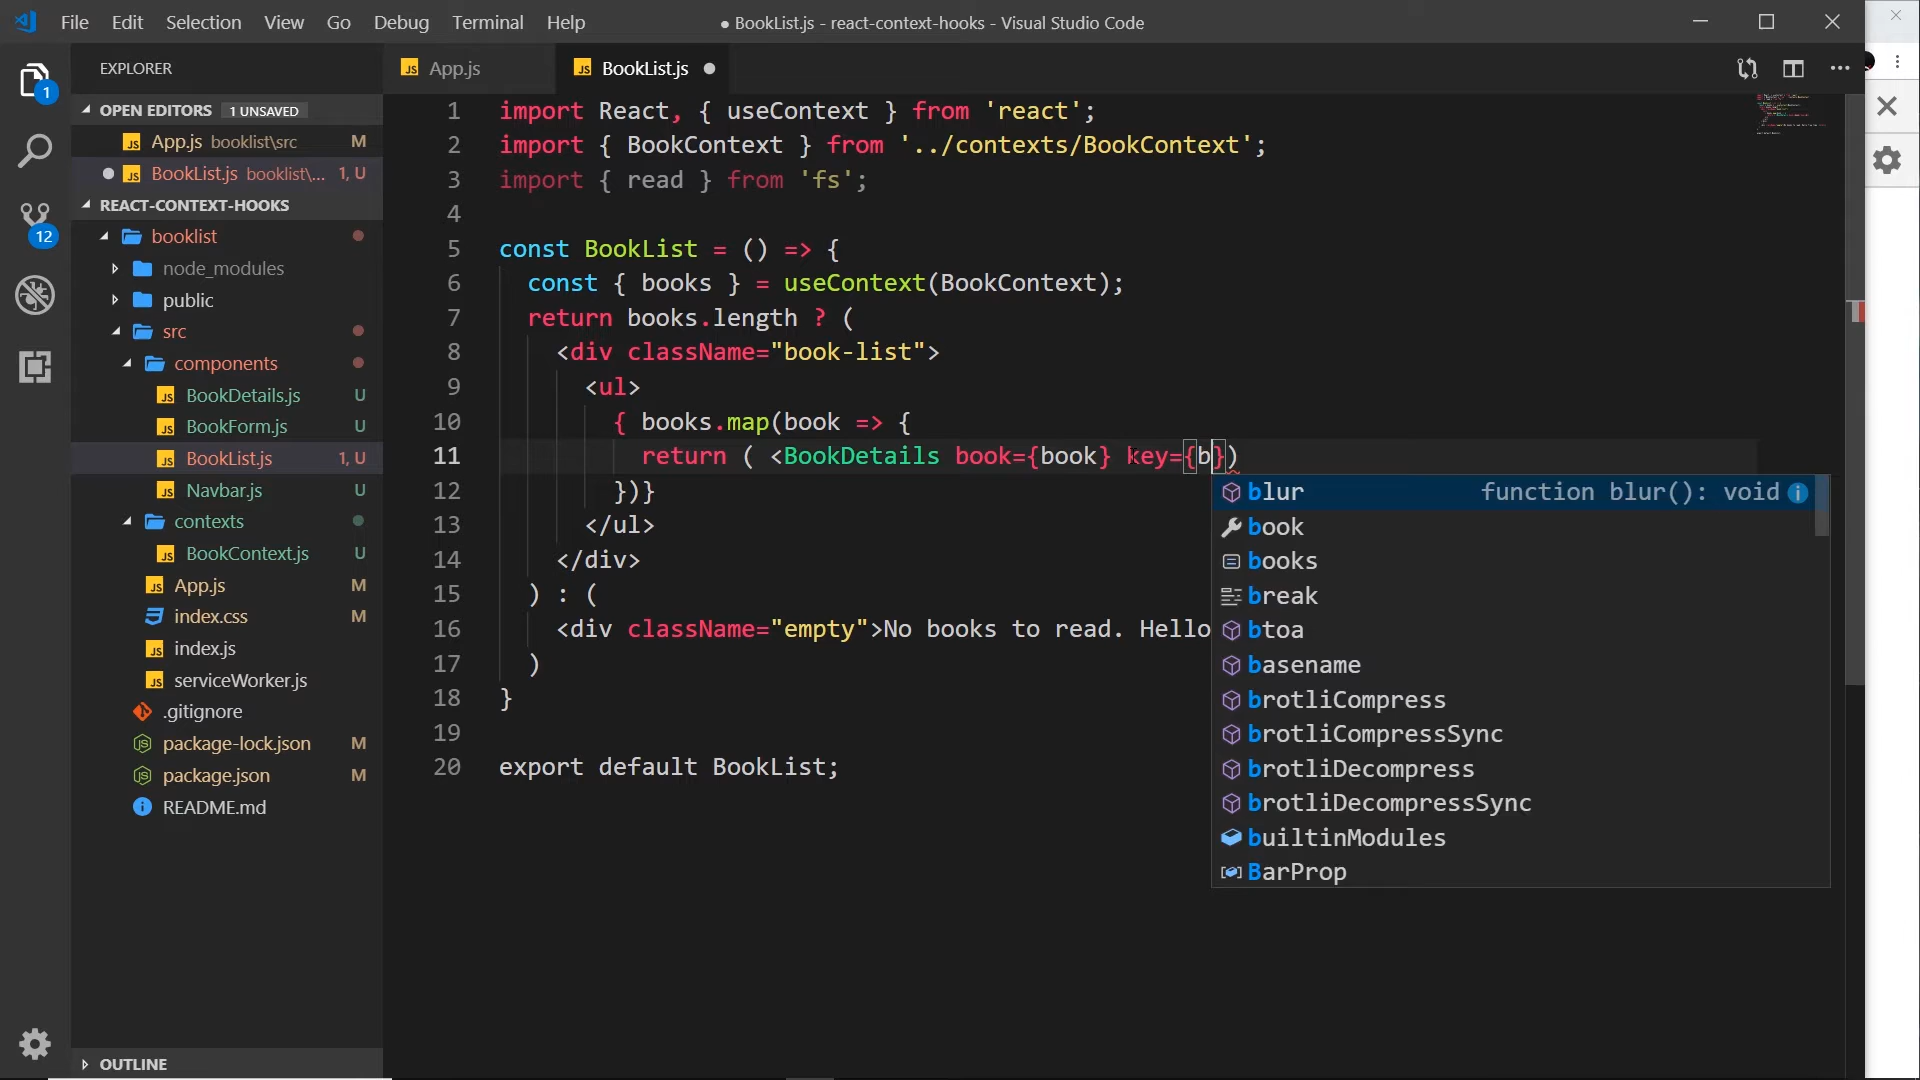 File Edit Selection View Go Debug Terminal Help ● BookList.js - react-context-hooks - Visual Studio Code
EXPLORER
App.js
BookList.js
OPEN EDITORS 1 UNSAVED
App.js booklist\src M
BookList.js booklist\... 1, U
REACT-CONTEXT-HOOKS
booklist
node_modules
public
src
components
BookDetails.js U
BookForm.js U
BookList.js 1, U
Navbar.js U
contexts
BookContext.js U
App.js M
index.css M
index.js
serviceWorker.js
.gitignore
package-lock.json M
package.json M
README.md
OUTLINE
1
12
1 import React, { useContext } from 'react';
2 import { BookContext } from '../contexts/BookContext';
3 import { read } from 'fs';
4
5 const BookList = () => {
6 const { books } = useContext(BookContext);
7 return books.length ? (
8 <div className="book-list">
9 <ul>
10 { books.map(book => {
11 return ( <BookDetails book={book} key={b})
12 })}
13 </ul>
14 </div>
15 ) : (
16 <div className="empty">No books to read. Hello
17 )
18 }
19
20 export default BookList;
blur function blur(): void
book
books
break
btoa
basename
brotliCompress
brotliCompressSync
brotliDecompress
brotliDecompressSync
builtinModules
BarProp